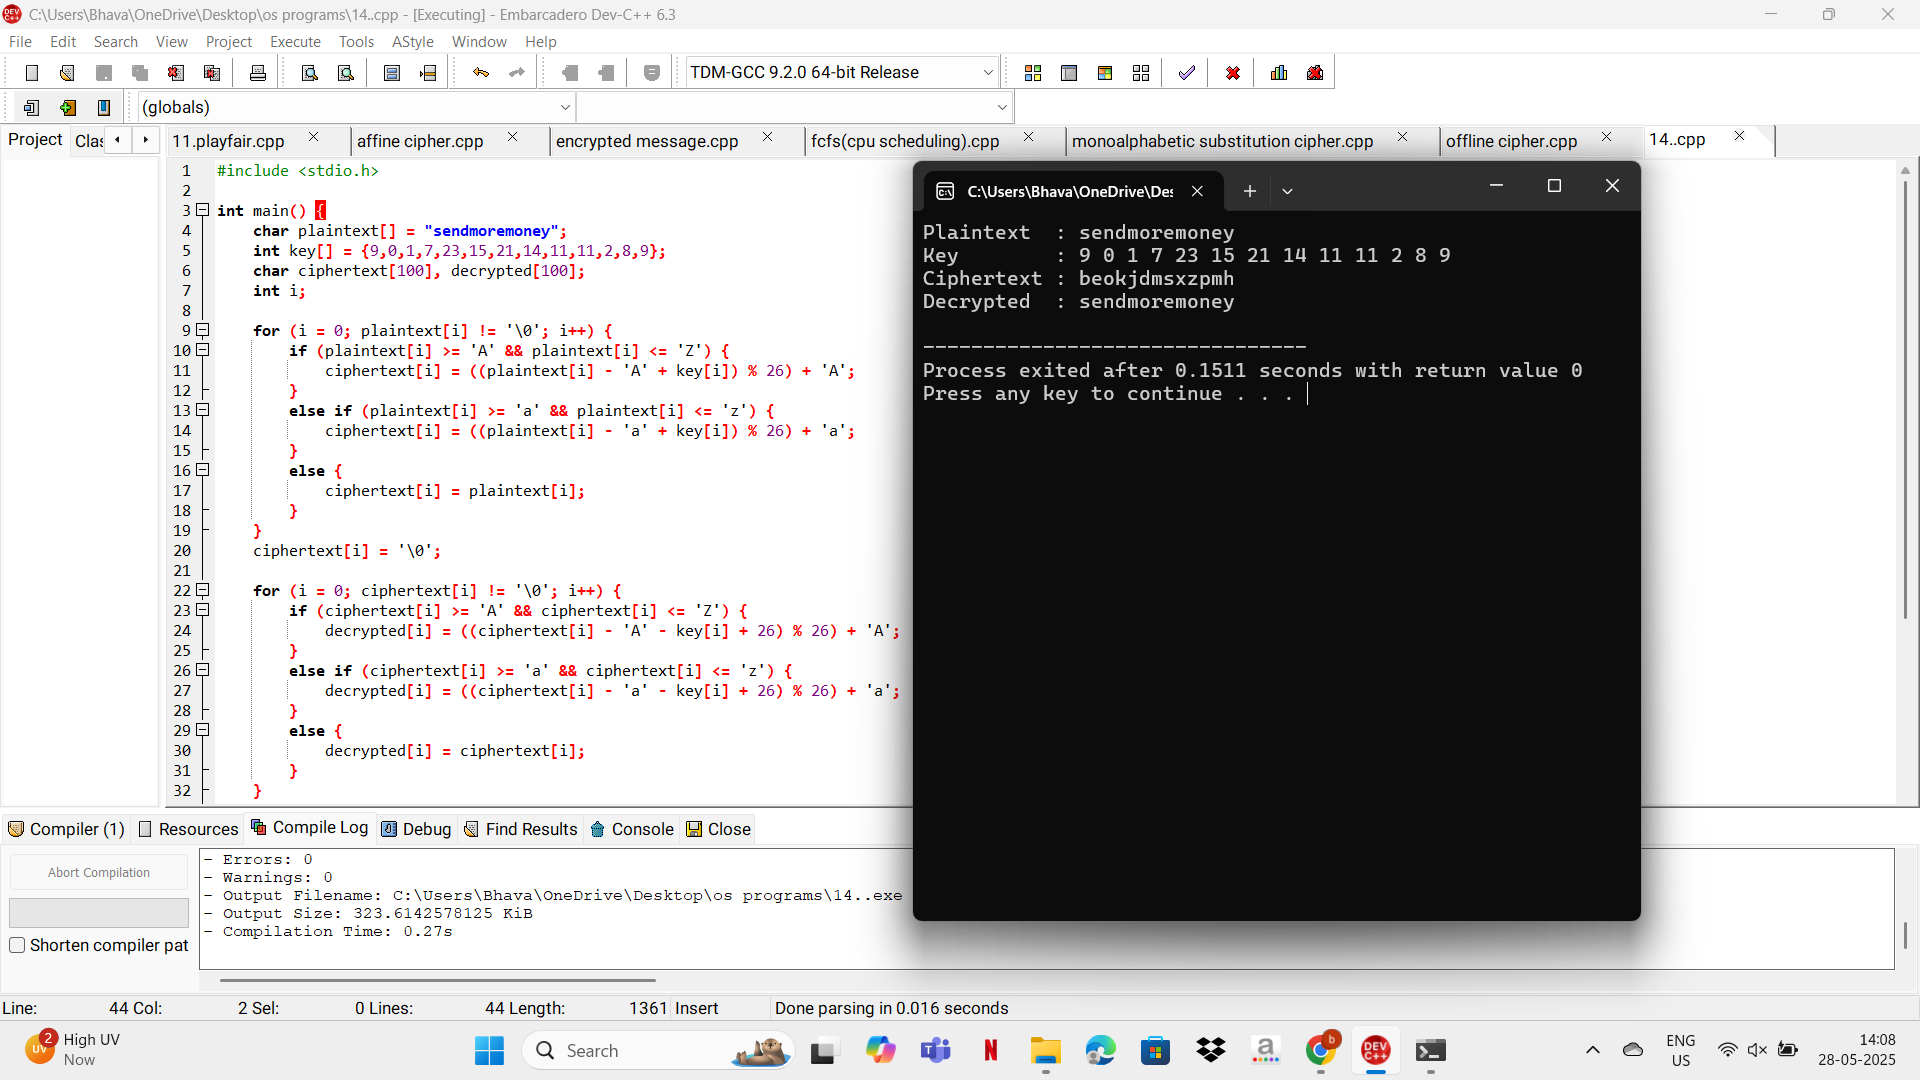 C:\Users\Bhava\OneDrive\Desktop\os programs\14..cpp - [Executing] - Embarcadero Dev-C++ 6.3
File Edit Search View Project Execute Tools AStyle Window Help
TDM-GCC 9.2.0 64-bit Release
(globals)
Project Clas 11.playfair.cpp affine cipher.cpp encrypted message.cpp fcfs(cpu scheduling).cpp monoalphabetic substitution cipher.cpp offline cipher.cpp 14..cpp
1 #include <stdio.h>
2
3 int main() {
4 char plaintext[] = "sendmoremoney";
5 int key[] = {9,0,1,7,23,15,21,14,11,11,2,8,9};
6 char ciphertext[100], decrypted[100];
7 int i;
8
9 for (i = 0; plaintext[i] != '\0'; i++) {
10 if (plaintext[i] >= 'A' && plaintext[i] <= 'Z') {
11 ciphertext[i] = ((plaintext[i] - 'A' + key[i]) % 26) + 'A';
12 }
13 else if (plaintext[i] >= 'a' && plaintext[i] <= 'z') {
14 ciphertext[i] = ((plaintext[i] - 'a' + key[i]) % 26) + 'a';
15 }
16 else {
17 ciphertext[i] = plaintext[i];
18 }
19 }
20 ciphertext[i] = '\0';
21
22 for (i = 0; ciphertext[i] != '\0'; i++) {
23 if (ciphertext[i] >= 'A' && ciphertext[i] <= 'Z') {
24 decrypted[i] = ((ciphertext[i] - 'A' - key[i] + 26) % 26) + 'A';
25 }
26 else if (ciphertext[i] >= 'a' && ciphertext[i] <= 'z') {
27 decrypted[i] = ((ciphertext[i] - 'a' - key[i] + 26) % 26) + 'a';
28 }
29 else {
30 decrypted[i] = ciphertext[i];
31 }
32 }
C:\Users\Bhava\OneDrive\Des
Plaintext : sendmoremoney
Key : 9 0 1 7 23 15 21 14 11 11 2 8 9
Ciphertext : beokjdmsxzpmh
Decrypted : sendmoremoney
--------------------------------
Process exited after 0.1511 seconds with return value 0
Press any key to continue . . .
Compiler (1) Resources Compile Log Debug Find Results Console Close
Abort Compilation
Shorten compiler pat
- Errors: 0
- Warnings: 0
- Output Filename: C:\Users\Bhava\OneDrive\Desktop\os programs\14..exe
- Output Size: 323.6142578125 KiB
- Compilation Time: 0.27s
Line: 44 Col: 2 Sel: 0 Lines: 44 Length: 1361 Insert Done parsing in 0.016 seconds
UV 2 High UV
Now
Search
N
a
b
DEV C++
ENG
US
14:08
28-05-2025